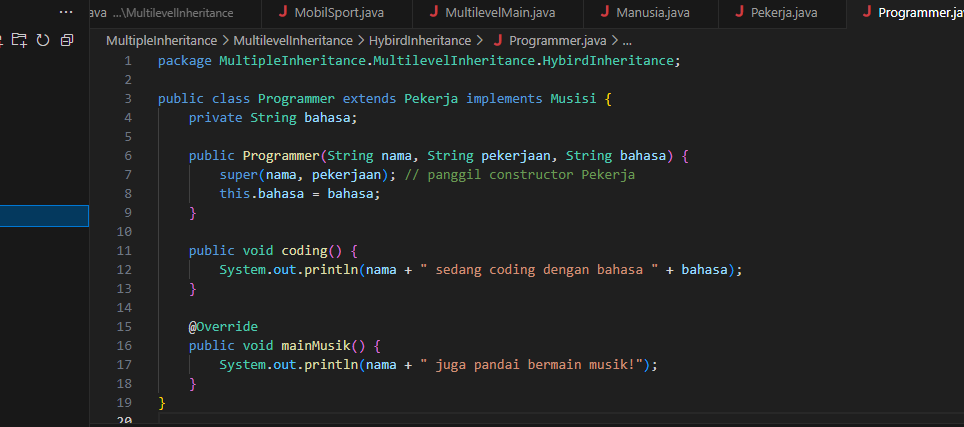 ava ...\MultilevelInheritance MobilSport.java MultilevelMain.java Manusia.java Pekerja.java Programmer.jav
MultipleInheritance > MultilevelInheritance > HybirdInheritance > Programmer.java > ...
1 package MultipleInheritance.MultilevelInheritance.HybirdInheritance;
2
3 public class Programmer extends Pekerja implements Musisi {
4 private String bahasa;
5
6 public Programmer(String nama, String pekerjaan, String bahasa) {
7 super(nama, pekerjaan); // panggil constructor Pekerja
8 this.bahasa = bahasa;
9 }
10
11 public void coding() {
12 System.out.println(nama + " sedang coding dengan bahasa " + bahasa);
13 }
14
15 @Override
16 public void mainMusik() {
17 System.out.println(nama + " juga pandai bermain musik!");
18 }
19 }
20